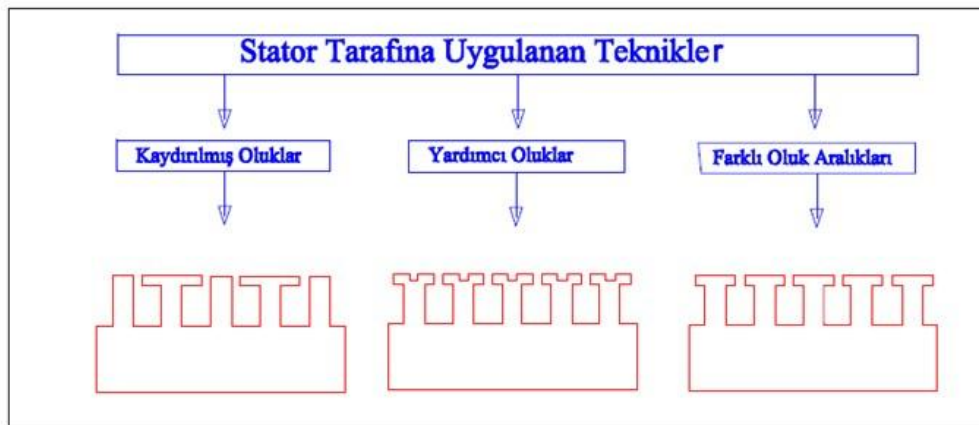 Stator Tarafına Uygulanan Teknikler
Kaydırılmış Oluklar
Yardımcı Oluklar
Farklı Oluk Aralıkları